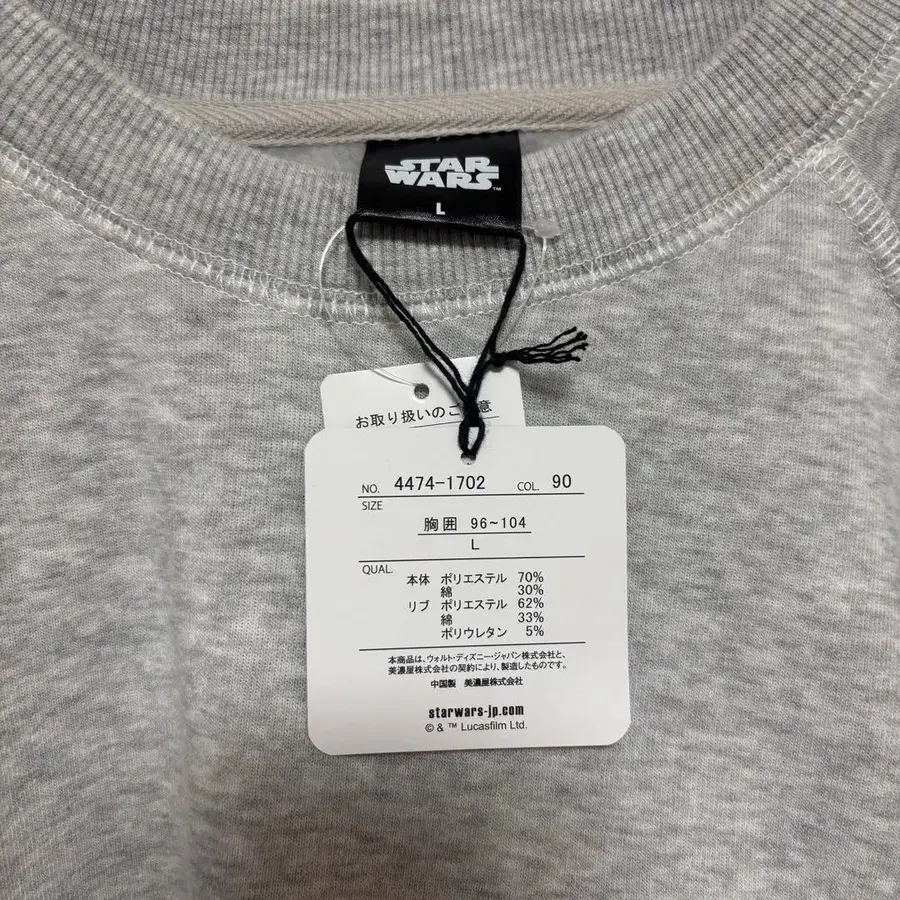 STAR
WARS™
L
お取り扱いのご 意
NO. 4474-1702 COL. 90
SIZE
胸囲 96~104
L
QUAL.
本体 ポリエステル 70%
綿 30%
リブ ポリエステル 62%
綿 33%
ポリウレタン 5%
本商品は、ウォルト・ディズニー・ジャパン株式会社と、
美濃屋株式会社の契約により、製造したものです。
中国製 美濃屋株式会社
starwars-jp.com
© & ™ Lucasfilm Ltd.